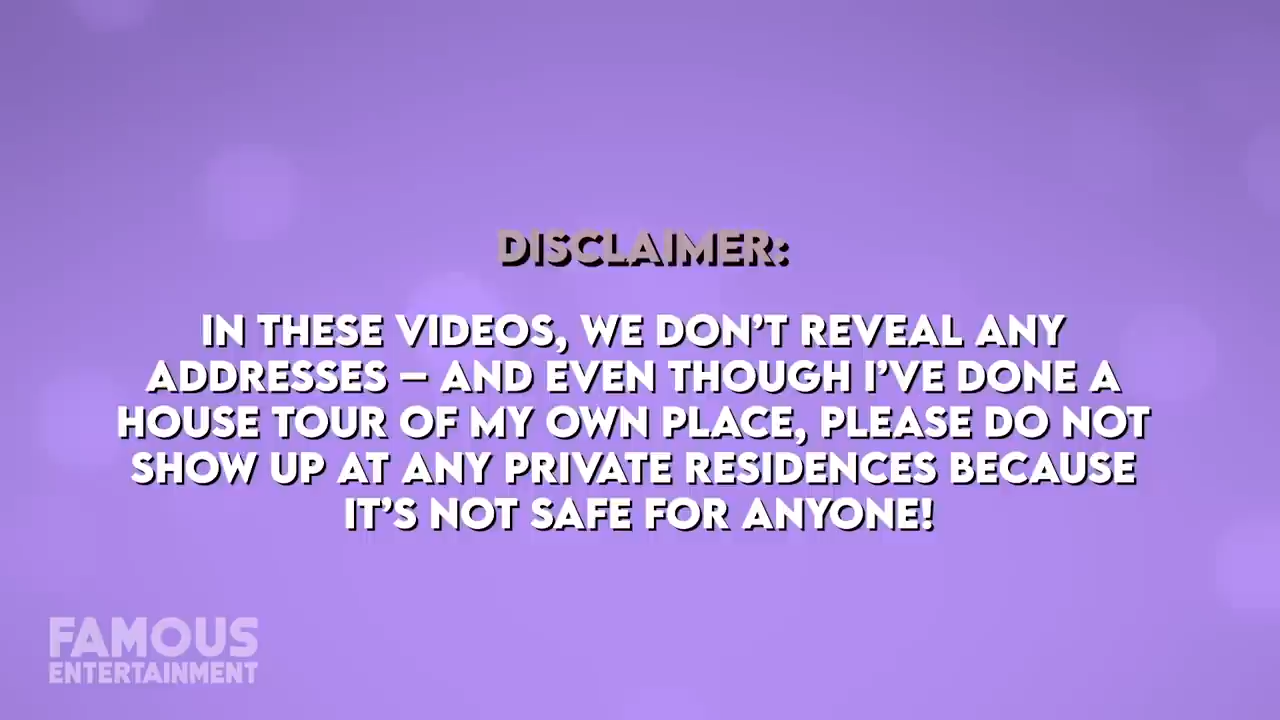 DISCLAIMER:
IN THESE VIDEOS, WE DON'T REVEAL ANY
ADDRESSES – AND EVEN THOUGH I'VE DONE A
HOUSE TOUR OF MY OWN PLACE, PLEASE DO NOT
SHOW UP AT ANY PRIVATE RESIDENCES BECAUSE
IT'S NOT SAFE FOR ANYONE!
FAMOUS
ENTERTAINMENT